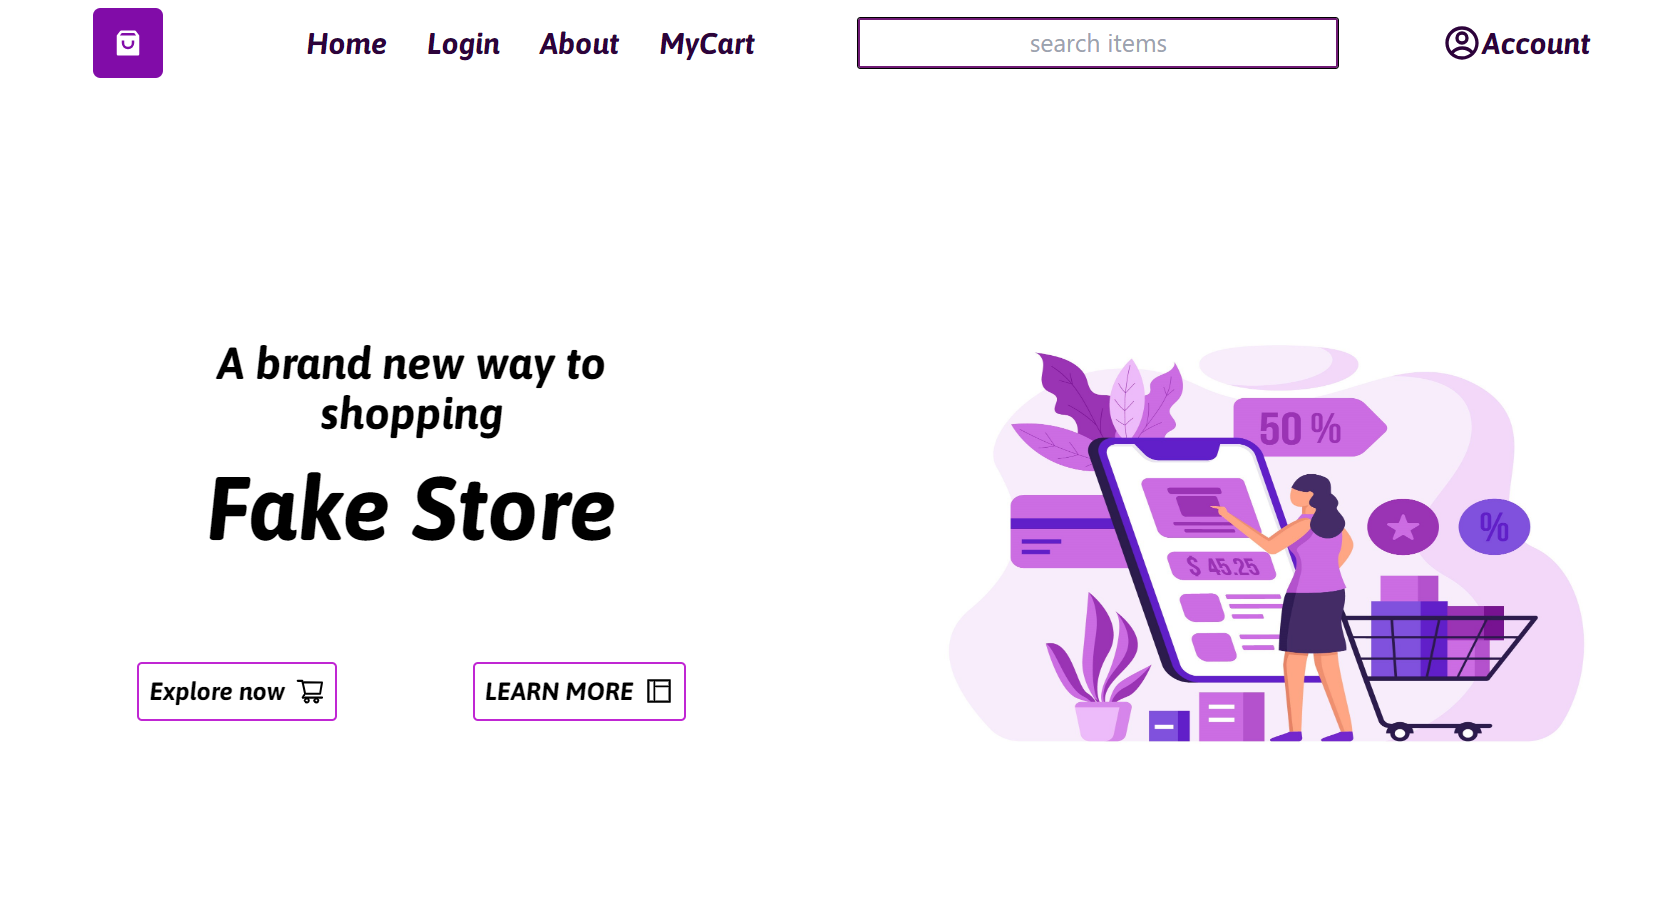 Home Login About MyCart search items Account
A brand new way to
shopping
Fake Store
Explore now LEARN MORE
50 %
%
$ 45.25